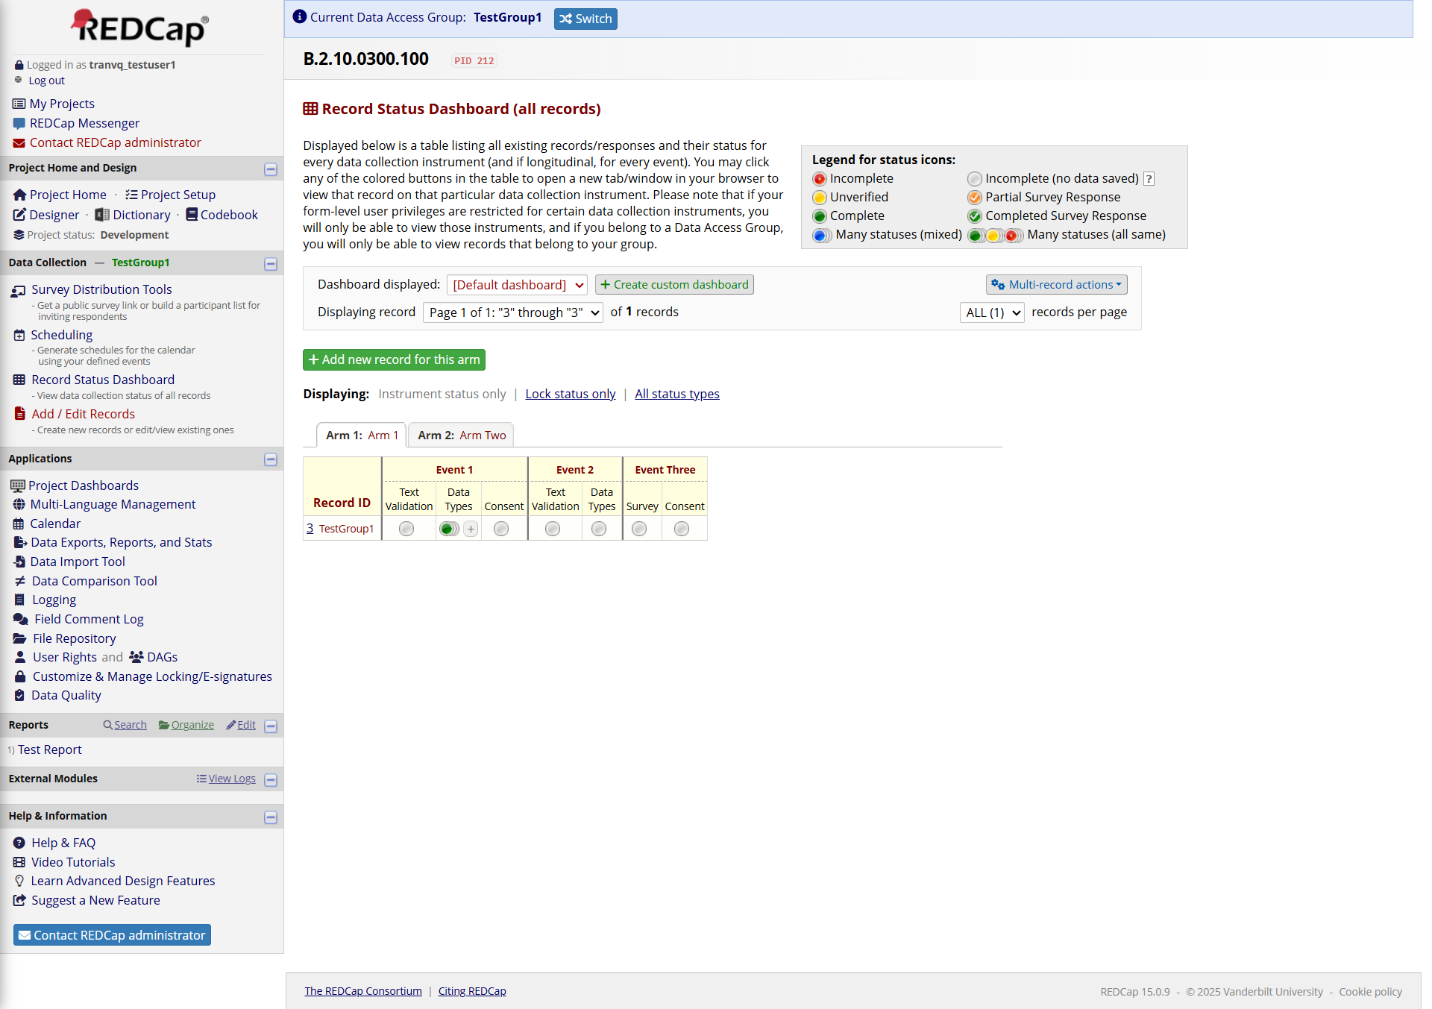 REDCap®
Logged in as tranvq_testuser1
Log out
My Projects
REDCap Messenger
Contact REDCap administrator
Project Home and Design
Project Home · Project Setup
Designer · Dictionary · Codebook
Project status: Development
Data Collection — TestGroup1
Survey Distribution Tools
- Get a public survey link or build a participant list for
inviting respondents
Scheduling
- Generate schedules for the calendar
using your defined events
Record Status Dashboard
- View data collection status of all records
Add / Edit Records
- Create new records or edit/view existing ones
Applications
Project Dashboards
Multi-Language Management
Calendar
Data Exports, Reports, and Stats
Data Import Tool
Data Comparison Tool
Logging
Field Comment Log
File Repository
User Rights and DAGs
Customize & Manage Locking/E-signatures
Data Quality
Reports Search Organize Edit
1) Test Report
External Modules View Logs
Help & Information
Help & FAQ
Video Tutorials
Learn Advanced Design Features
Suggest a New Feature
Contact REDCap administrator
Current Data Access Group: TestGroup1 Switch
B.2.10.0300.100 PID 212
Record Status Dashboard (all records)
Displayed below is a table listing all existing records/responses and their status for
every data collection instrument (and if longitudinal, for every event). You may click
any of the colored buttons in the table to open a new tab/window in your browser to
view that record on that particular data collection instrument. Please note that if your
form-level user privileges are restricted for certain data collection instruments, you
will only be able to view those instruments, and if you belong to a Data Access Group,
you will only be able to view records that belong to your group.
Legend for status icons:
Incomplete Incomplete (no data saved) ?
Unverified Partial Survey Response
Complete Completed Survey Response
Many statuses (mixed) Many statuses (all same)
Dashboard displayed: [Default dashboard] + Create custom dashboard Multi-record actions
Displaying record Page 1 of 1: "3" through "3" of 1 records ALL (1) records per page
+ Add new record for this arm
Displaying: Instrument status only | Lock status only | All status types
Arm 1: Arm 1 Arm 2: Arm Two
Event 1 Event 2 Event Three
Record ID Text Validation Data Types Consent Text Validation Data Types Survey Consent
3 TestGroup1 +
The REDCap Consortium | Citing REDCap
REDCap 15.0.9 - © 2025 Vanderbilt University - Cookie policy